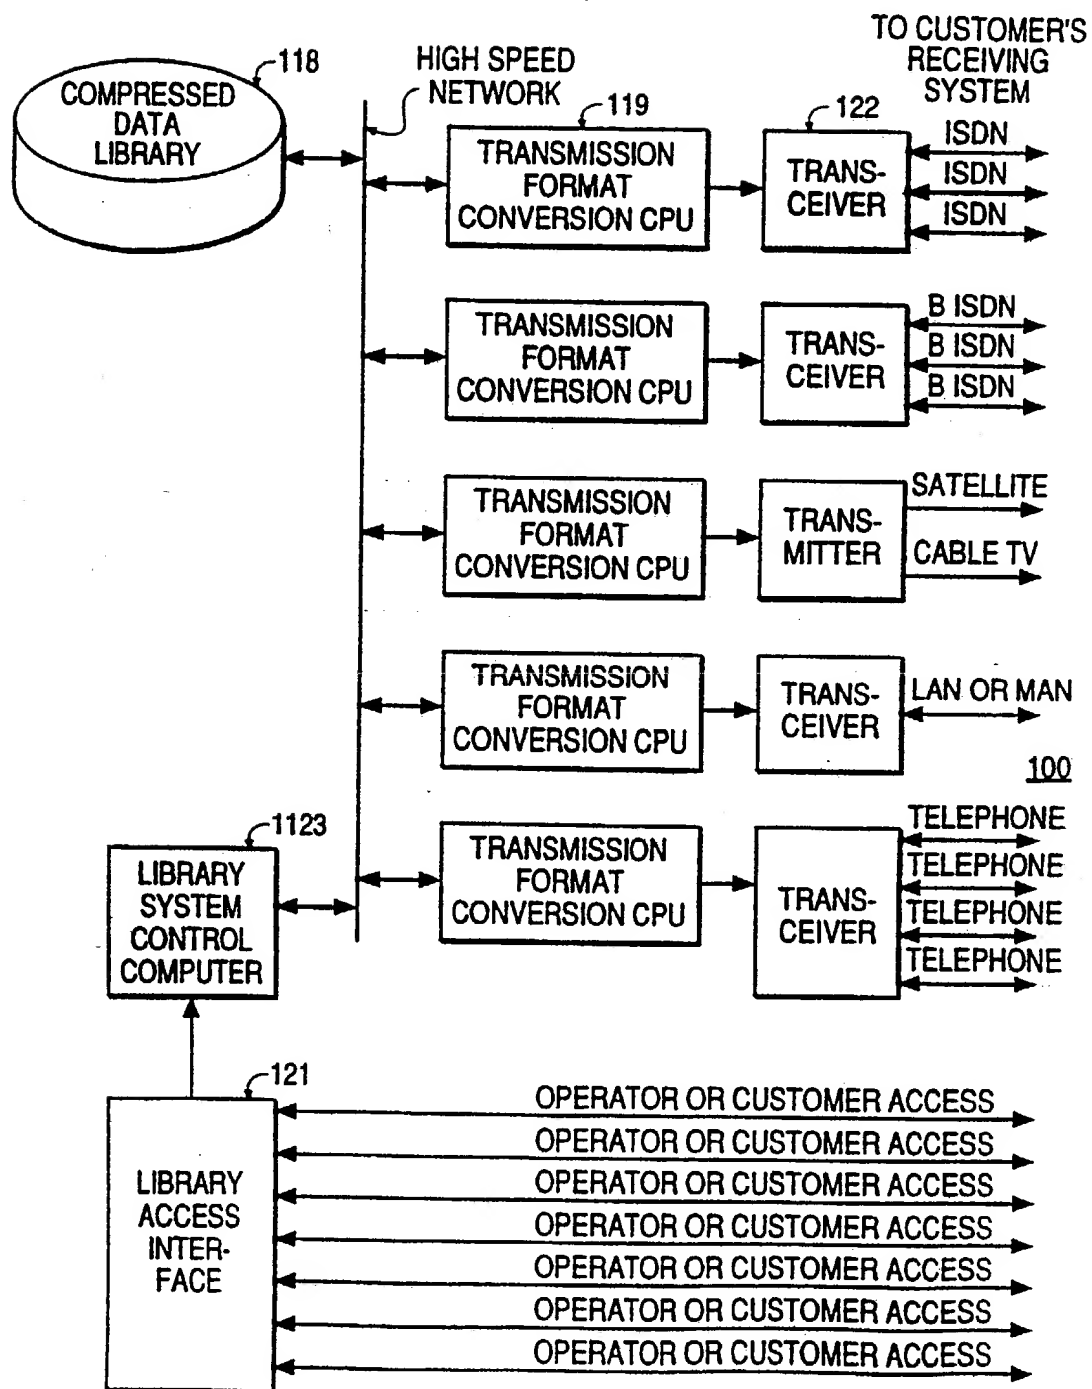 TO CUSTOMER'S
RECEIVING
SYSTEM
118
COMPRESSED
DATA
LIBRARY
HIGH SPEED
NETWORK
119
TRANSMISSION
FORMAT
CONVERSION CPU
122
TRANS-
CEIVER
ISDN
ISDN
ISDN
TRANSMISSION
FORMAT
CONVERSION CPU
TRANS-
CEIVER
B ISDN
B ISDN
B ISDN
TRANSMISSION
FORMAT
CONVERSION CPU
TRANS-
MITTER
SATELLITE
CABLE TV
TRANSMISSION
FORMAT
CONVERSION CPU
TRANS-
CEIVER
LAN OR MAN
100
1123
LIBRARY
SYSTEM
CONTROL
COMPUTER
TRANSMISSION
FORMAT
CONVERSION CPU
TRANS-
CEIVER
TELEPHONE
TELEPHONE
TELEPHONE
TELEPHONE
121
LIBRARY
ACCESS
INTER-
FACE
OPERATOR OR CUSTOMER ACCESS
OPERATOR OR CUSTOMER ACCESS
OPERATOR OR CUSTOMER ACCESS
OPERATOR OR CUSTOMER ACCESS
OPERATOR OR CUSTOMER ACCESS
OPERATOR OR CUSTOMER ACCESS
OPERATOR OR CUSTOMER ACCESS